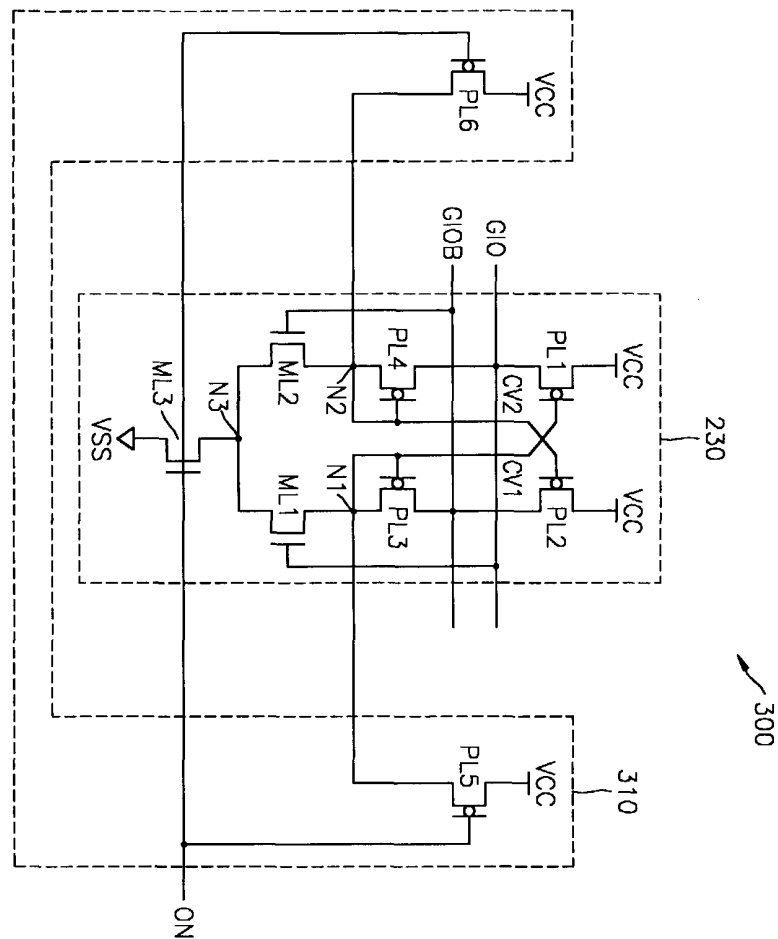 300
310
230
VCC
PL6
VCC
PL1
VCC
PL2
VCC
PL5
GIO
GIOB
CV2
CV1
PL4
PL3
N2
N1
ML2
ML1
N3
ML3
VSS
ON